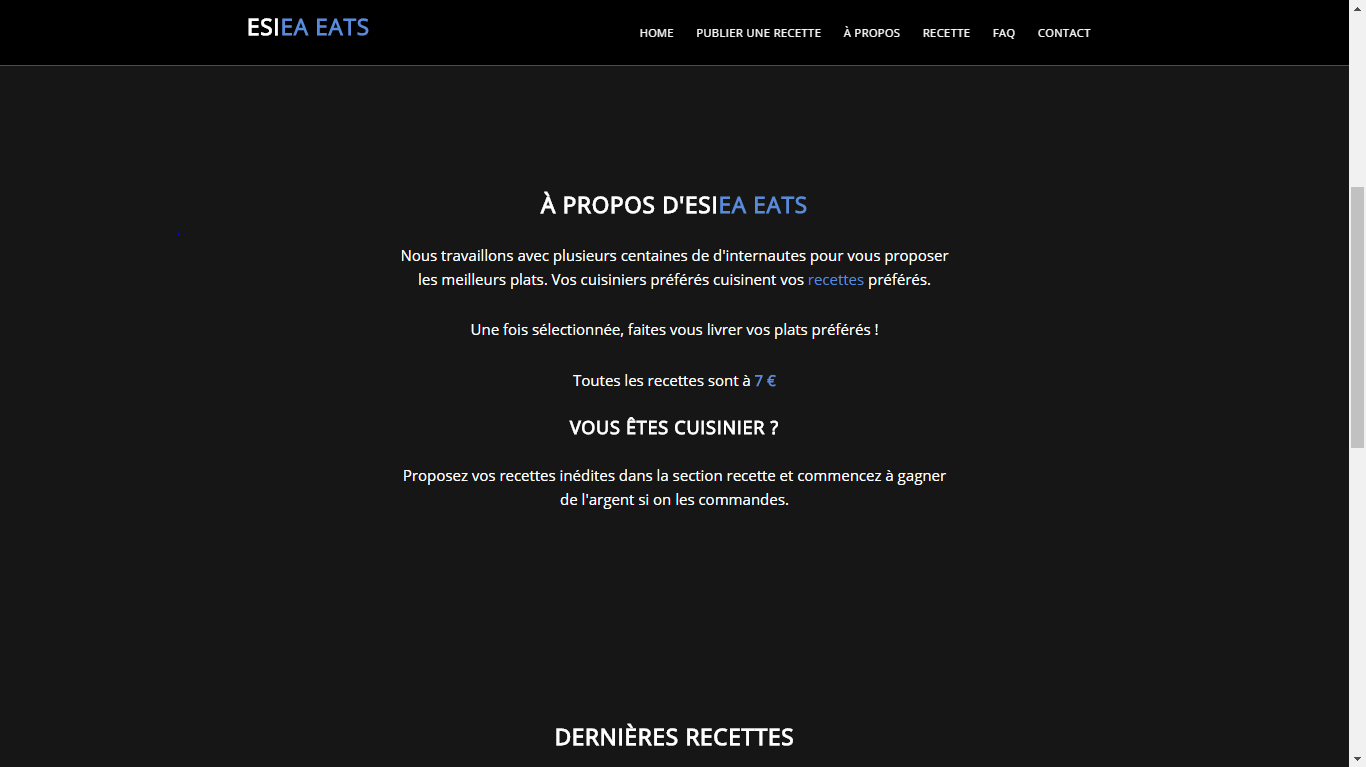 ESIEA EATS
HOME PUBLIER UNE RECETTE À PROPOS RECETTE FAQ CONTACT
À PROPOS D'ESIEA EATS
Nous travaillons avec plusieurs centaines de d'internautes pour vous proposer
les meilleurs plats. Vos cuisiniers préférés cuisinent vos recettes préférés.
Une fois sélectionnée, faites vous livrer vos plats préférés !
Toutes les recettes sont à 7 €
VOUS ÊTES CUISINIER ?
Proposez vos recettes inédites dans la section recette et commencez à gagner
de l'argent si on les commandes.
DERNIÈRES RECETTES